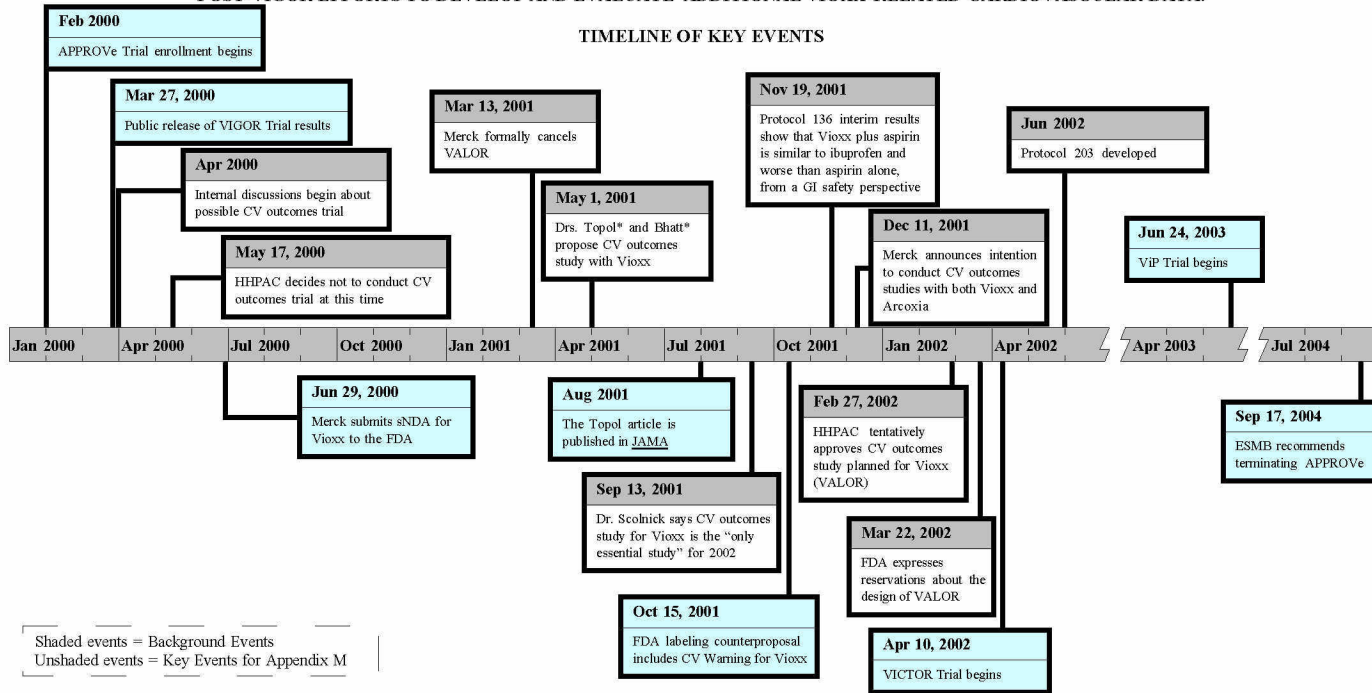 POST-VIGOR EFFORTS TO DEVELOP AND EVALUATE ADDITIONAL VIOXX-RELATED CARDIOVASCULAR DATA
TIMELINE OF KEY EVENTS
Feb 2000
APPROVe Trial enrollment begins
Mar 27, 2000
Public release of VIGOR Trial results
Apr 2000
Internal discussions begin about
possible CV outcomes trial
May 17, 2000
HHPAC decides not to conduct CV
outcomes trial at this time
Mar 13, 2001
Merck formally cancels
VALOR
May 1, 2001
Drs. Topol* and Bhatt*
propose CV outcomes
study with Vioxx
Nov 19, 2001
Protocol 136 interim results
show that Vioxx plus aspirin
is similar to ibuprofen and
worse than aspirin alone,
from a GI safety perspective
Dec 11, 2001
Merck announces intention
to conduct CV outcomes
studies with both Vioxx and
Arcoxia
Jun 2002
Protocol 203 developed
Jun 24, 2003
ViP Trial begins
Jan 2000 Apr 2000 Jul 2000 Oct 2000 Jan 2001 Apr 2001 Jul 2001 Oct 2001 Jan 2002 Apr 2002 Apr 2003 Jul 2004
Jun 29, 2000
Merck submits sNDA for
Vioxx to the FDA
Aug 2001
The Topol article is
published in JAMA
Sep 13, 2001
Dr. Scolnick says CV outcomes
study for Vioxx is the “only
essential study” for 2002
Oct 15, 2001
FDA labeling counterproposal
includes CV Warning for Vioxx
Feb 27, 2002
HHPAC tentatively
approves CV outcomes
study planned for Vioxx
(VALOR)
Mar 22, 2002
FDA expresses
reservations about the
design of VALOR
Apr 10, 2002
VICTOR Trial begins
Sep 17, 2004
ESMB recommends
terminating APPROVe
Shaded events = Background Events
Unshaded events = Key Events for Appendix M